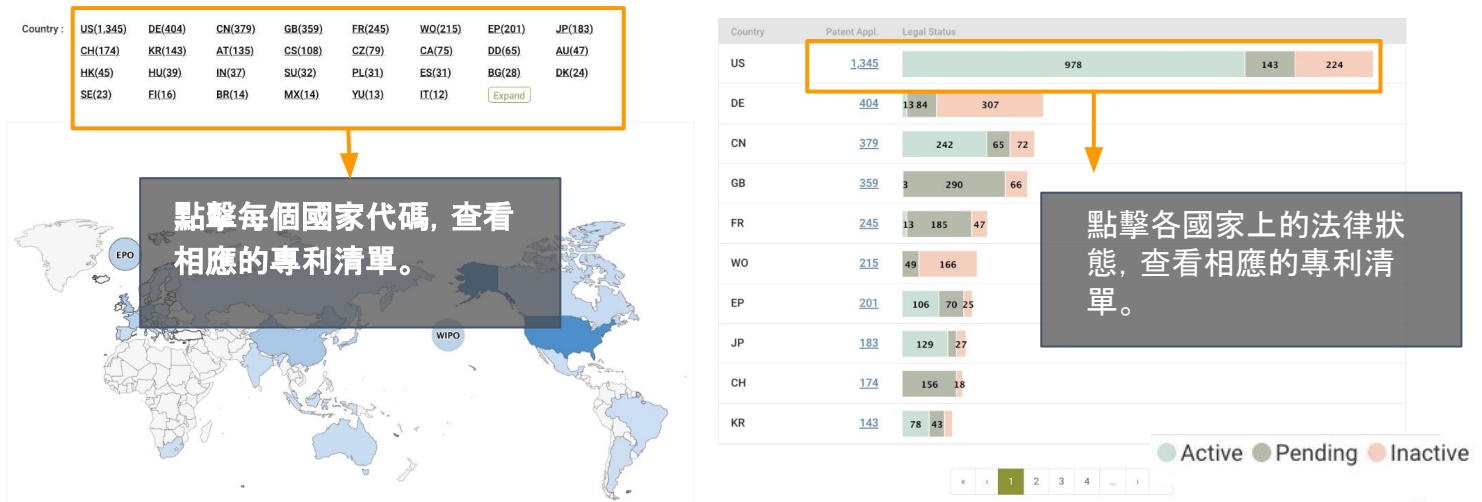 Country : US(1,345) DE(404) CN(379) GB(359) FR(245) WO(215) EP(201) JP(183)
CH(174) KR(143) AT(135) CS(108) CZ(79) CA(75) DD(65) AU(47)
HK(45) HU(39) IN(37) SU(32) PL(31) ES(31) BG(28) DK(24)
SE(23) FI(16) BR(14) MX(14) YU(13) IT(12) Expand
點擊每個國家代碼, 查看
相應的專利清單。
EPO
WIPO
Country Patent Appl. Legal Status
US 1,345 978 143 224
DE 404 13 84 307
CN 379 242 65 72
GB 359 3 290 66
FR 245 13 185 47
WO 215 49 166
EP 201 106 70 25
JP 183 129 27
CH 174 156 18
KR 143 78 43
點擊各國家上的法律狀
態, 查看相應的專利清
單。
Active Pending Inactive
« ‹ 1 2 3 4 ... ›